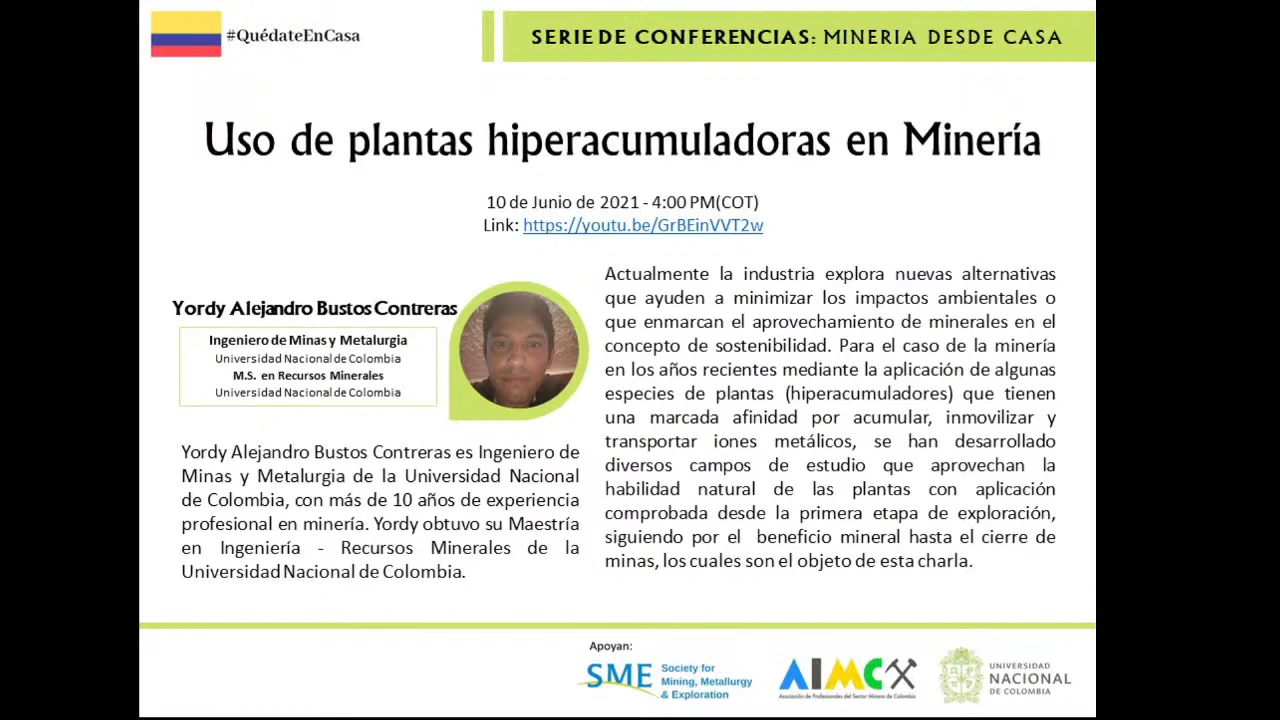 #QuédateEnCasa
SERIE DE CONFERENCIAS: MINERIA DESDE CASA
Uso de plantas hiperacumuladoras en Minería
10 de Junio de 2021 - 4:00 PM(COT)
Link: https://youtu.be/GrBEinVVT2w
Yordy Alejandro Bustos Contreras
Ingeniero de Minas y Metalurgia
Universidad Nacional de Colombia
M.S. en Recursos Minerales
Universidad Nacional de Colombia
Yordy Alejandro Bustos Contreras es Ingeniero de
Minas y Metalurgia de la Universidad Nacional
de Colombia, con más de 10 años de experiencia
profesional en minería. Yordy obtuvo su Maestría
en Ingeniería - Recursos Minerales de la
Universidad Nacional de Colombia.
Actualmente la industria explora nuevas alternativas
que ayuden a minimizar los impactos ambientales o
que enmarcan el aprovechamiento de minerales en el
concepto de sostenibilidad. Para el caso de la minería
en los años recientes mediante la aplicación de algunas
especies de plantas (hiperacumuladores) que tienen
una marcada afinidad por acumular, inmovilizar y
transportar iones metálicos, se han desarrollado
diversos campos de estudio que aprovechan la
habilidad natural de las plantas con aplicación
comprobada desde la primera etapa de exploración,
siguiendo por el beneficio mineral hasta el cierre de
minas, los cuales son el objeto de esta charla.
Apoyan:
SME Society for
Mining, Metallurgy
& Exploration
AIMC
Asociación de Profesionales del Sector Minero de Colombia
UNIVERSIDAD
NACIONAL
DE COLOMBIA